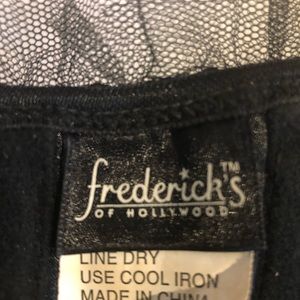 frederick's™
OF HOLLYWOOD
LINE DRY
USE COOL IRON
MADE IN CHINA